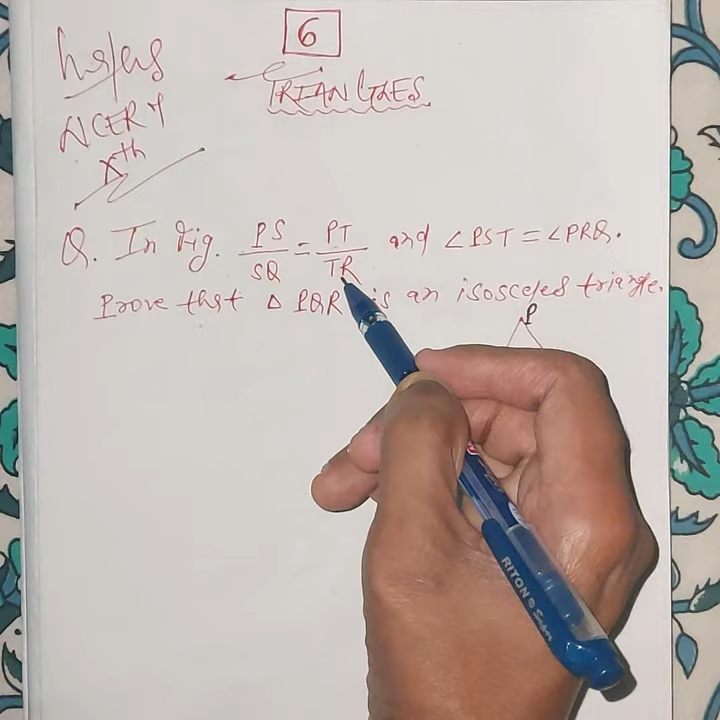 6
TRIANGLES
NCERT
Xth
Q. In Fig. PS/SQ = PT/TR and ∠PST = ∠PRQ.
Prove that Δ PQR is an isosceles triangle.
P
RITON